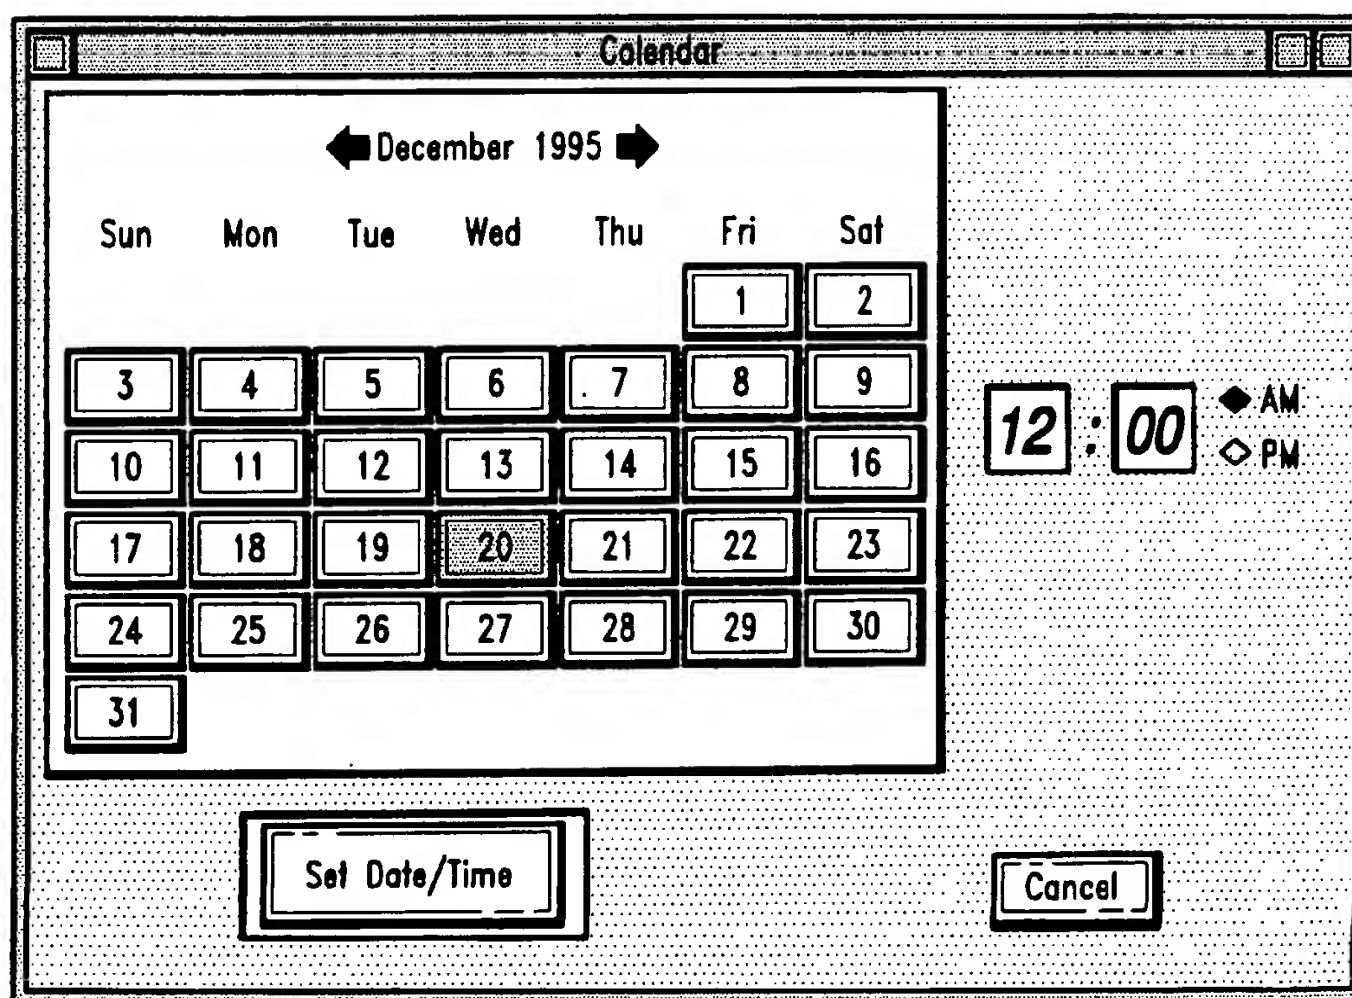 Calendar
December 1995
Sun Mon Tue Wed Thu Fri Sat
1 2
3 4 5 6 7 8 9
10 11 12 13 14 15 16
17 18 19 20 21 22 23
24 25 26 27 28 29 30
31
12 : 00
AM
PM
Set Date/Time
Cancel